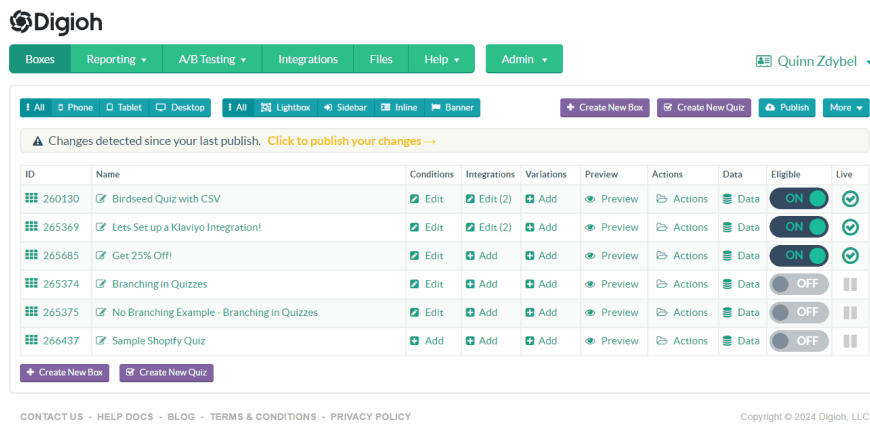 Digioh
Boxes Reporting A/B Testing Integrations Files Help Admin Quinn Zdybel
All Phone Tablet Desktop All Lightbox Sidebar Inline Banner Create New Box Create New Quiz Publish More
Changes detected since your last publish. Click to publish your changes →
ID Name Conditions Integrations Variations Preview Actions Data Eligible Live
260130 Birdseed Quiz with CSV Edit Edit (2) Add Preview Actions Data ON
265369 Lets Set up a Klaviyo Integration! Edit Edit (2) Add Preview Actions Data ON
265685 Get 25% Off! Edit Add Add Preview Actions Data ON
265374 Branching in Quizzes Edit Add Add Preview Actions Data OFF
265375 No Branching Example - Branching in Quizzes Edit Add Add Preview Actions Data OFF
266437 Sample Shopify Quiz Add Add Add Preview Actions Data OFF
Create New Box Create New Quiz
CONTACT US - HELP DOCS - BLOG - TERMS & CONDITIONS - PRIVACY POLICY Copyright © 2024 Digioh, LLC